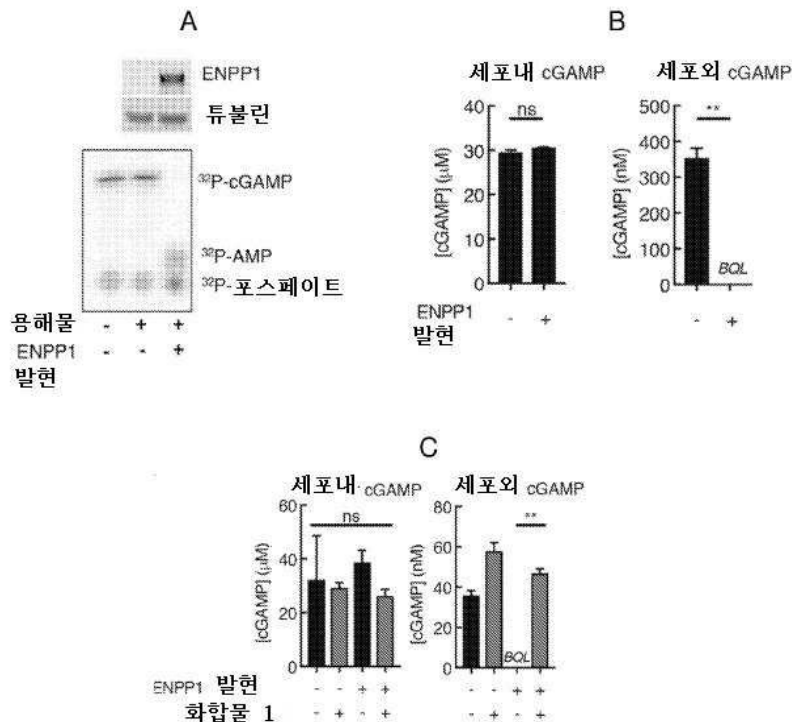 A
ENPP1
튜불린
³²P-cGAMP
³²P-AMP
³²P-포스페이트
용해물 - + +
ENPP1 - - +
발현
B
세포내 cGAMP
ns
[cGAMP] (μM)
40
30
20
10
0
세포외 cGAMP
**
[cGAMP] (nM)
500
400
300
200
100
0
BQL
ENPP1 - + - +
발현
C
세포내 cGAMP
ns
[cGAMP] (μM)
60
40
20
0
세포외 cGAMP
**
[cGAMP] (nM)
80
60
40
20
0
BQL
ENPP1 발현 - - + + - - + +
화합물 1 - + - + - + - +